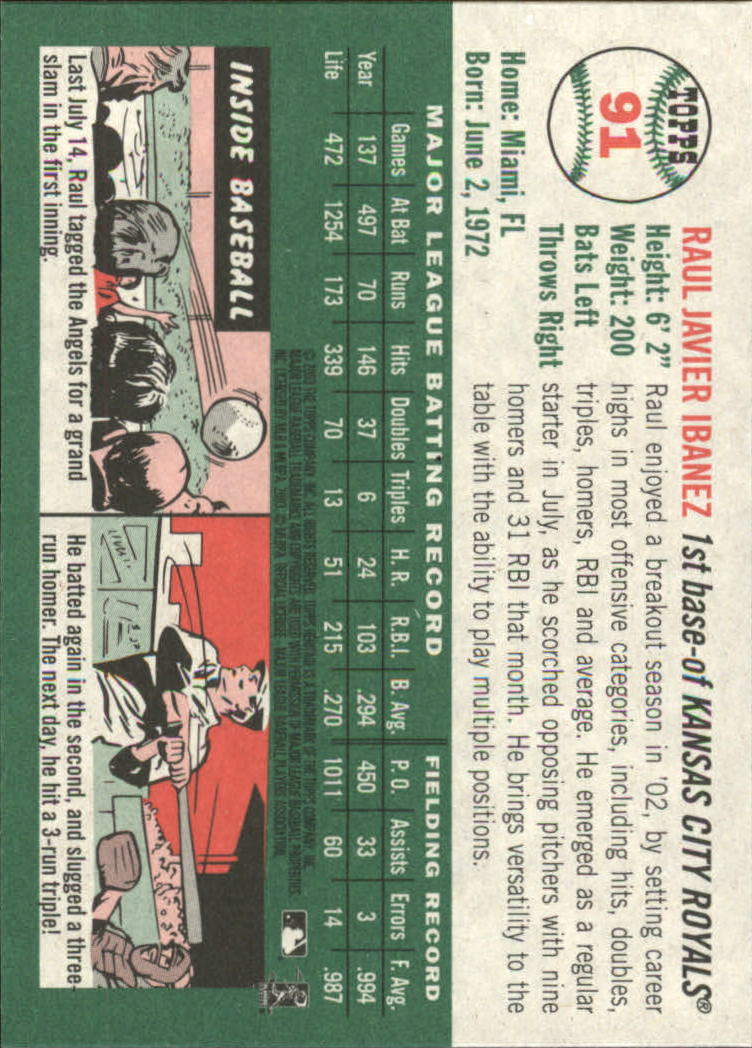 TOPPS
91
RAUL JAVIER IBANEZ 1st base-of KANSAS CITY ROYALS®
Height: 6' 2"
Weight: 200
Bats Left
Throws Right
Home: Miami, FL
Born: June 2, 1972
Raul enjoyed a breakout season in '02, by setting career
highs in most offensive categories, including hits, doubles,
triples, homers, RBI and average. He emerged as a regular
starter in July, as he scorched opposing pitchers with nine
homers and 31 RBI that month. He brings versatility to the
table with the ability to play multiple positions.
MAJOR LEAGUE BATTING RECORD FIELDING RECORD
Games At Bat Runs Hits Doubles Triples H. R. R.B.I. B. Avg P. O. Assists Errors F. Avg.
Year 137 497 70 146 37 6 24 103 .294 450 33 3 .994
Life 472 1254 173 339 70 13 51 215 .270 1011 60 14 .987
INSIDE BASEBALL
Last July 14, Raul tagged the Angels for a grand
slam in the first inning.
He batted again in the second, and slugged a three-
run homer. The next day, he hit a 3-run triple!